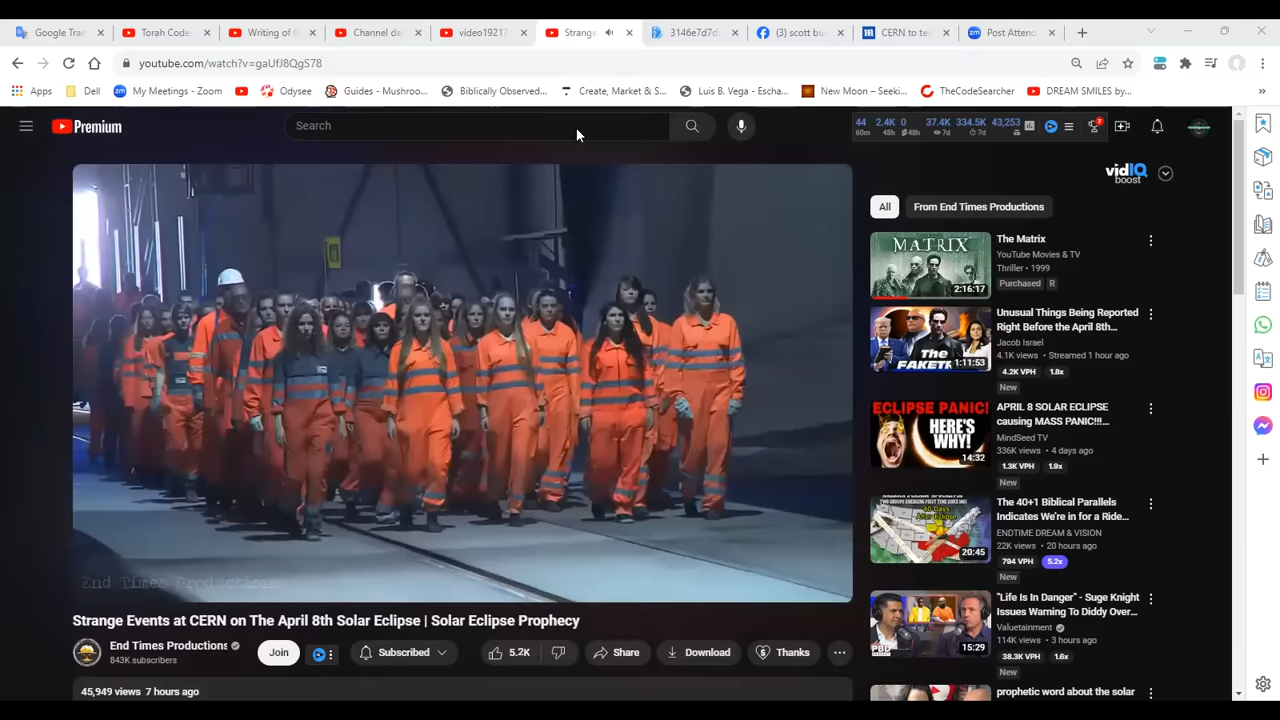 Google Tran
Torah Codes
Writing of G
Channel da
video19217
Strange
3146e7d7d
(3) scott bu
CERN to tes
Post Attend
youtube.com/watch?v=gaUfJ8QgS78
Apps
Dell
My Meetings - Zoom
Odysee
Guides - Mushroo...
Biblically Observed...
Create, Market & S...
Luis B. Vega - Escha...
New Moon – Seeki...
TheCodeSearcher
DREAM SMILES by...
Premium
Search
44 2.4K 0 37.4K 334.5K 43,253
60m 48h 48h 7d 7d
7
vidIQ
boost
All
From End Times Productions
MATRIX
2:16:17
The Matrix
YouTube Movies & TV
Thriller • 1999
Purchased R
The
FAKETR
1:11:53
Unusual Things Being Reported
Right Before the April 8th...
Jacob Israel
4.1K views • Streamed 1 hour ago
4.2K VPH 1.8x
New
ECLIPSE PANIC!
HERE'S
WHY!
14:32
APRIL 8 SOLAR ECLIPSE
causing MASS PANIC!!!...
MindSeed TV
336K views • 4 days ago
1.3K VPH 1.9x
New
20:45
The 40+1 Biblical Parallels
Indicates We're in for a Ride...
ENDTIME DREAM & VISION
22K views • 20 hours ago
794 VPH 5.2x
New
PBD
15:29
"Life Is In Danger" - Suge Knight
Issues Warning To Diddy Over...
Valuetainment
114K views • 3 hours ago
38.3K VPH 1.6x
New
prophetic word about the solar
End Times Productions
Strange Events at CERN on The April 8th Solar Eclipse | Solar Eclipse Prophecy
End Times Productions
843K subscribers
Join
Subscribed
5.2K
Share
Download
Thanks
45,949 views 7 hours ago